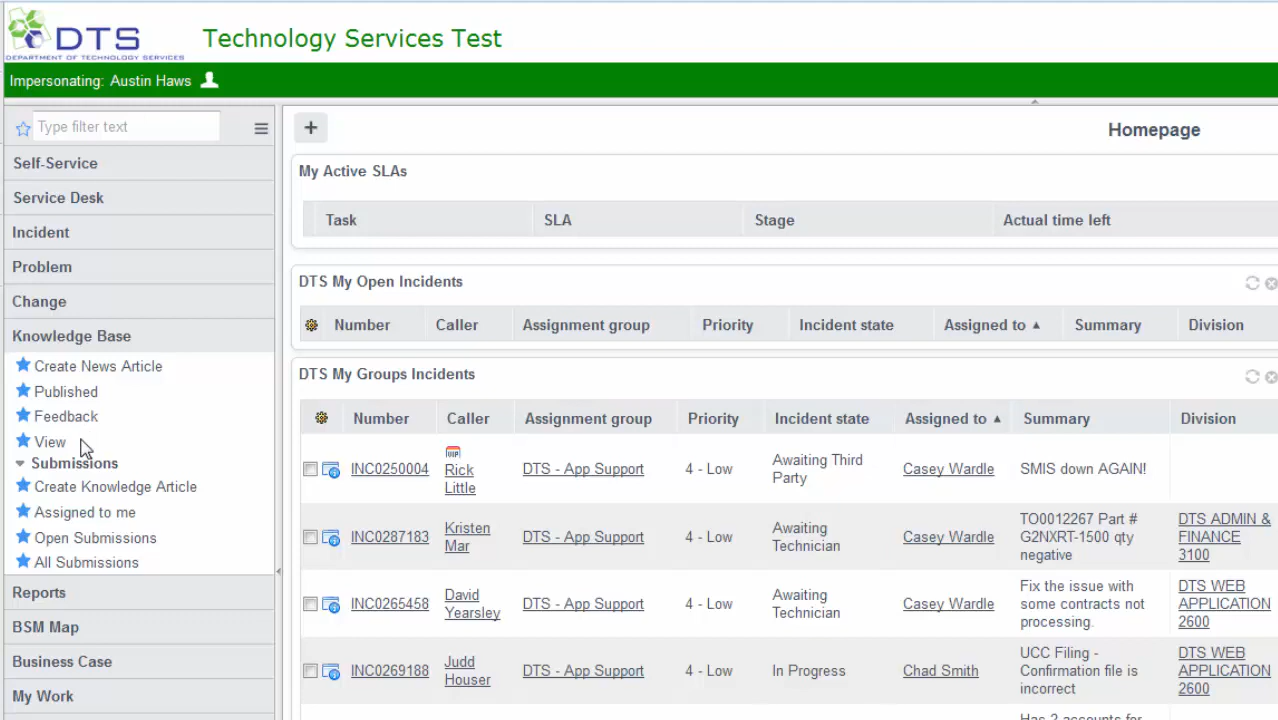 DTS
DEPARTMENT OF TECHNOLOGY SERVICES
Technology Services Test
Impersonating: Austin Haws
Type filter text
Self-Service
Service Desk
Incident
Problem
Change
Knowledge Base
Create News Article
Published
Feedback
View
Submissions
Create Knowledge Article
Assigned to me
Open Submissions
All Submissions
Reports
BSM Map
Business Case
My Work
+
Homepage
My Active SLAs
Task SLA Stage Actual time left
DTS My Open Incidents
Number Caller Assignment group Priority Incident state Assigned to ▲ Summary Division
DTS My Groups Incidents
Number Caller Assignment group Priority Incident state Assigned to ▲ Summary Division
INC0250004
VIP
Rick
Little
DTS - App Support
4 - Low
Awaiting Third
Party
Casey Wardle
SMIS down AGAIN!
INC0287183
Kristen
Mar
DTS - App Support
4 - Low
Awaiting
Technician
Casey Wardle
TO0012267 Part #
G2NXRT-1500 qty
negative
DTS ADMIN &
FINANCE
3100
INC0265458
David
Yearsley
DTS - App Support
4 - Low
Awaiting
Technician
Casey Wardle
Fix the issue with
some contracts not
processing.
DTS WEB
APPLICATION
2600
INC0269188
Judd
Houser
DTS - App Support
4 - Low
In Progress
Chad Smith
UCC Filing -
Confirmation file is
incorrect
DTS WEB
APPLICATION
2600
Has 2 accounts for